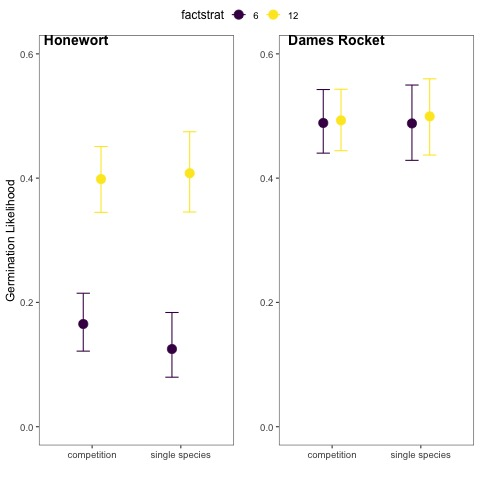 factstrat 6 12
Honewort
Dames Rocket
Germination Likelihood
0.6
0.4
0.2
0.0
competition single species
0.6
0.4
0.2
0.0
competition single species